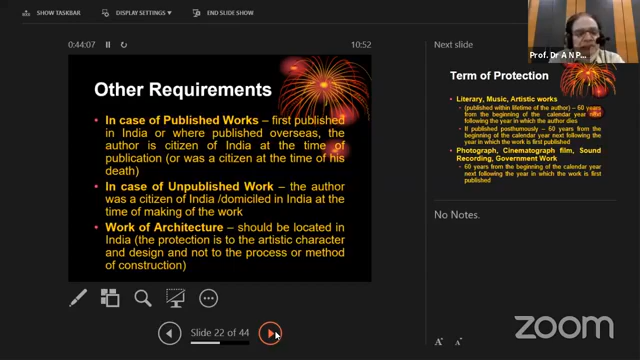 SHOW TASKBAR
DISPLAY SETTINGS ▾
END SLIDE SHOW
0:44:07
10:52
Next slide
Prof. Dr A N P...
Other Requirements
• In case of Published Works – first published
in India or where published overseas, the
author is citizen of India at the time of
publication (or was a citizen at the time of his
death)
• In case of Unpublished Work – the author
was a citizen of India /domiciled in India at the
time of making of the work
• Work of Architecture – should be located in
India (the protection is to the artistic character
and design and not to the process or method
of construction)
Term of Protection
• Literary, Music, Artistic works
– (published within lifetime of the author) – 60 years
from the beginning of the calendar year next
following the year in which the author dies
– If published posthumously – 60 years from the
beginning of the calendar year next following the
year in which the work is first published
• Photograph, Cinematograph film, Sound
Recording, Government Work
– 60 years from the beginning of the calendar year
next following the year in which the work is first
published
No Notes.
Slide 22 of 44
A A
zoom